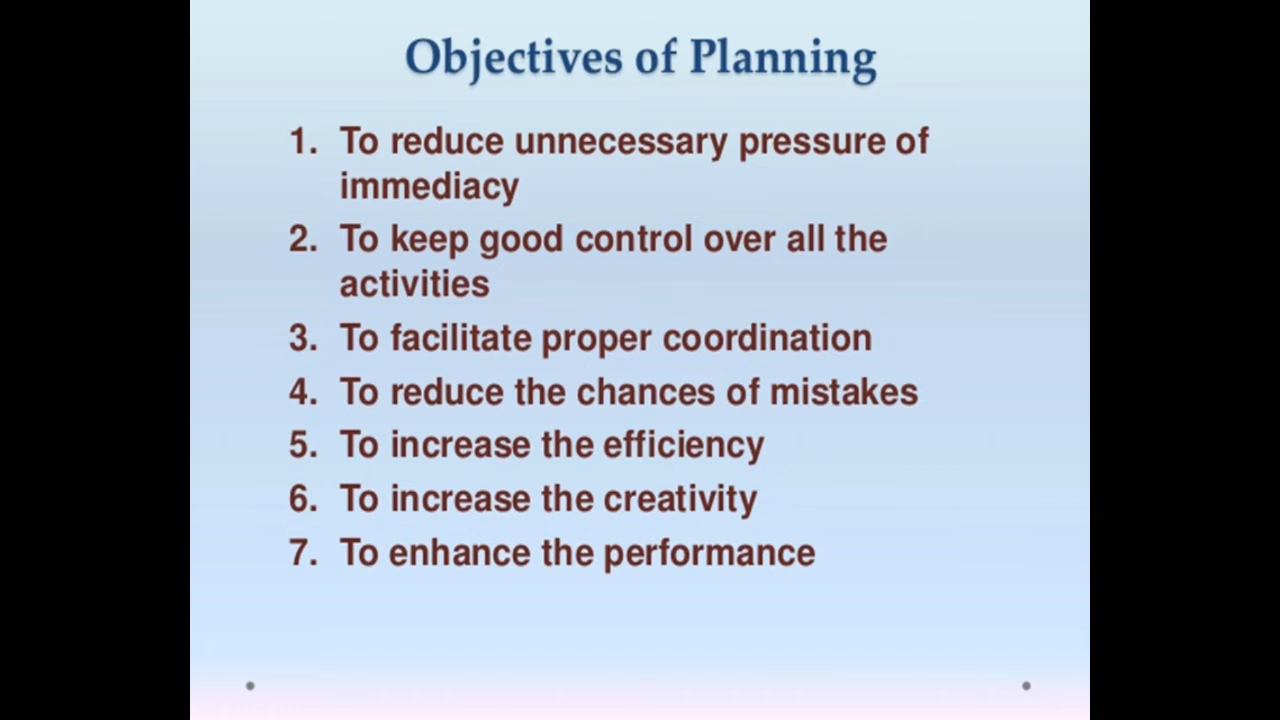 Objectives of Planning
1. To reduce unnecessary pressure of
immediacy
2. To keep good control over all the
activities
3. To facilitate proper coordination
4. To reduce the chances of mistakes
5. To increase the efficiency
6. To increase the creativity
7. To enhance the performance